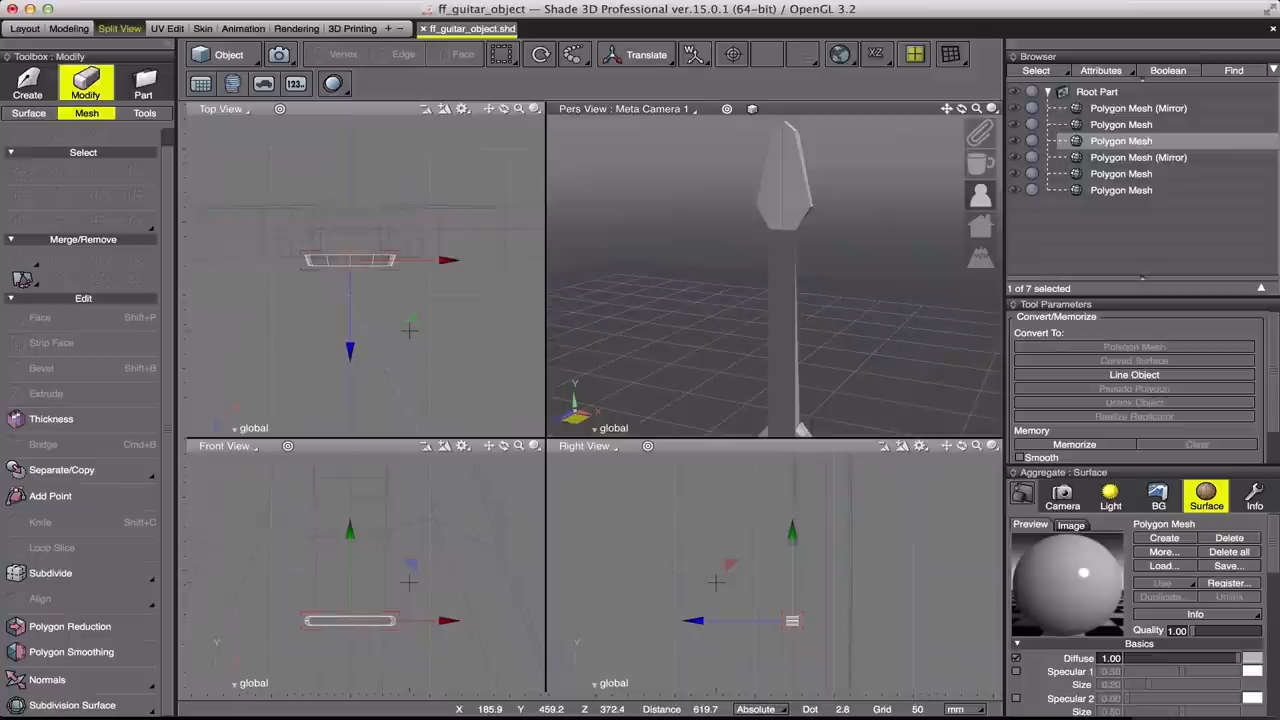 ff_guitar_object — Shade 3D Professional ver.15.0.1 (64-bit) / OpenGL 3.2
Layout Modeling Split View UV Edit Skin Animation Rendering 3D Printing + −
× ff_guitar_object.shd
Toolbox : Modify
Create Modify Part
Surface Mesh Tools
Select
Merge/Remove
Edit
Face Shift+P
Strip Face
Bevel Shift+B
Extrude
Thickness
Bridge Cmd+B
Separate/Copy
Add Point
Knife Shift+C
Loop Slice
Subdivide
Align
Polygon Reduction
Polygon Smoothing
Normals
Subdivision Surface
Object Vertex Edge Face Translate W XZ
123..
Top View
global
Pers View : Meta Camera 1
Y
global
Front View
Y
global
Right View
Y
global
X 185.9 Y 459.2 Z 372.4 Distance 619.7 Absolute Dot 2.8 Grid 50 mm
Browser
Select Attributes Boolean Find
Root Part
Polygon Mesh (Mirror)
Polygon Mesh
Polygon Mesh
Polygon Mesh (Mirror)
Polygon Mesh
Polygon Mesh
1 of 7 selected
Tool Parameters
Convert/Memorize
Convert To:
Polygon Mesh
Curved Surface
Line Object
Pseudo Polygon
Unlink Object
Realize Replicator
Memory
Memorize Clear
Smooth
Aggregate : Surface
Camera Light BG Surface Info
Preview Image
Polygon Mesh
Create Delete
More... Delete all
Load... Save...
Use Register...
Duplicate... Unlink
Info
Quality 1.00
Basics
Diffuse 1.00
Specular 1 0.50
Size 0.20
Specular 2 0.00
Size 0.50